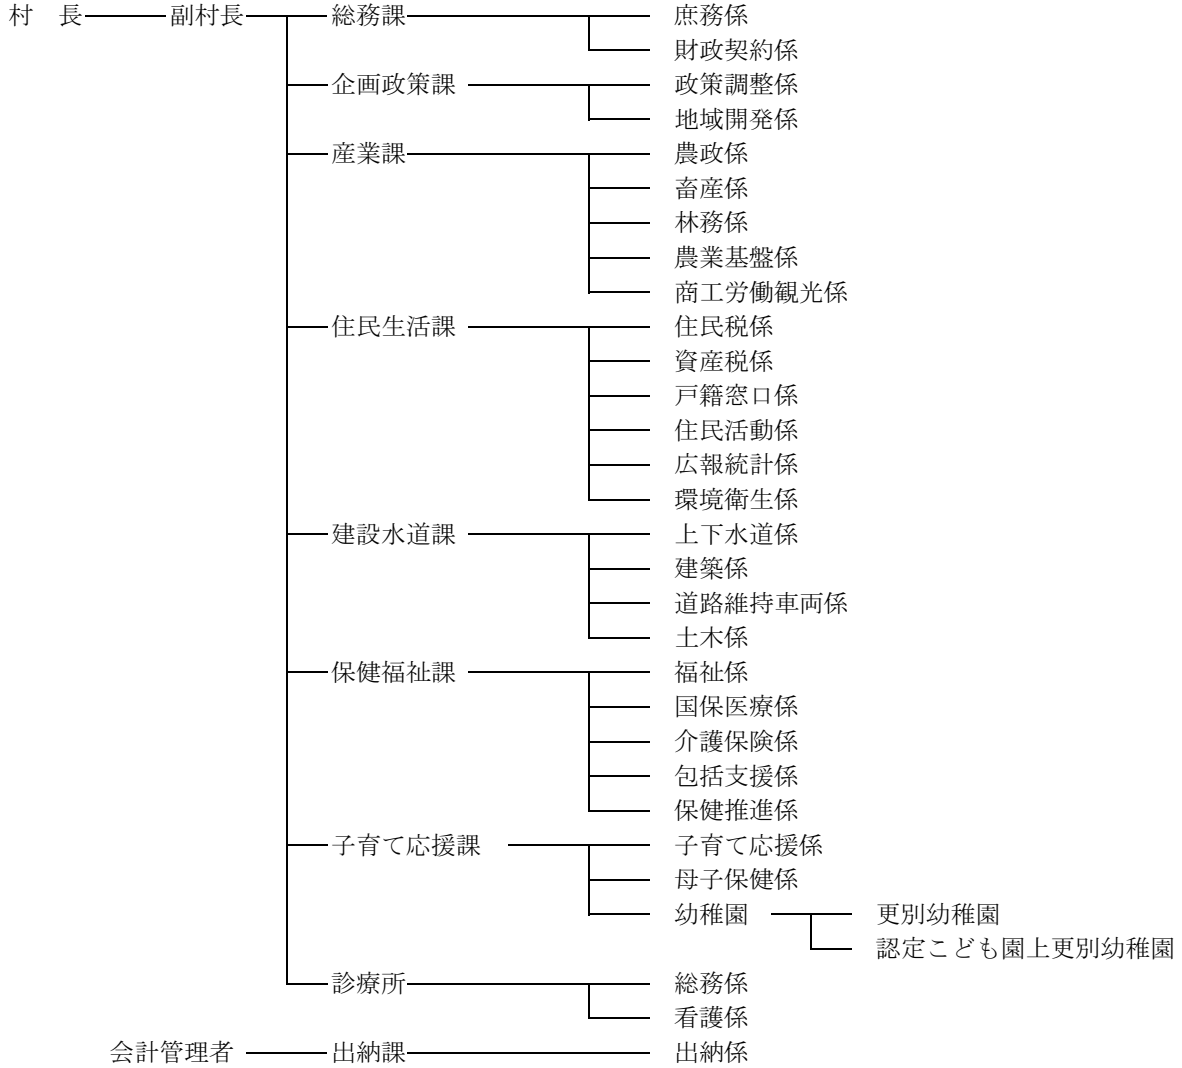 村　長 副村長 総務課 庶務係
財政契約係
企画政策課 政策調整係
地域開発係
産業課 農政係
畜産係
林務係
農業基盤係
商工労働観光係
住民生活課 住民税係
資産税係
戸籍窓口係
住民活動係
広報統計係
環境衛生係
建設水道課 上下水道係
建築係
道路維持車両係
土木係
保健福祉課 福祉係
国保医療係
介護保険係
包括支援係
保健推進係
子育て応援課 子育て応援係
母子保健係
幼稚園 更別幼稚園
認定こども園上更別幼稚園
診療所 総務係
看護係
会計管理者 出納課 出納係